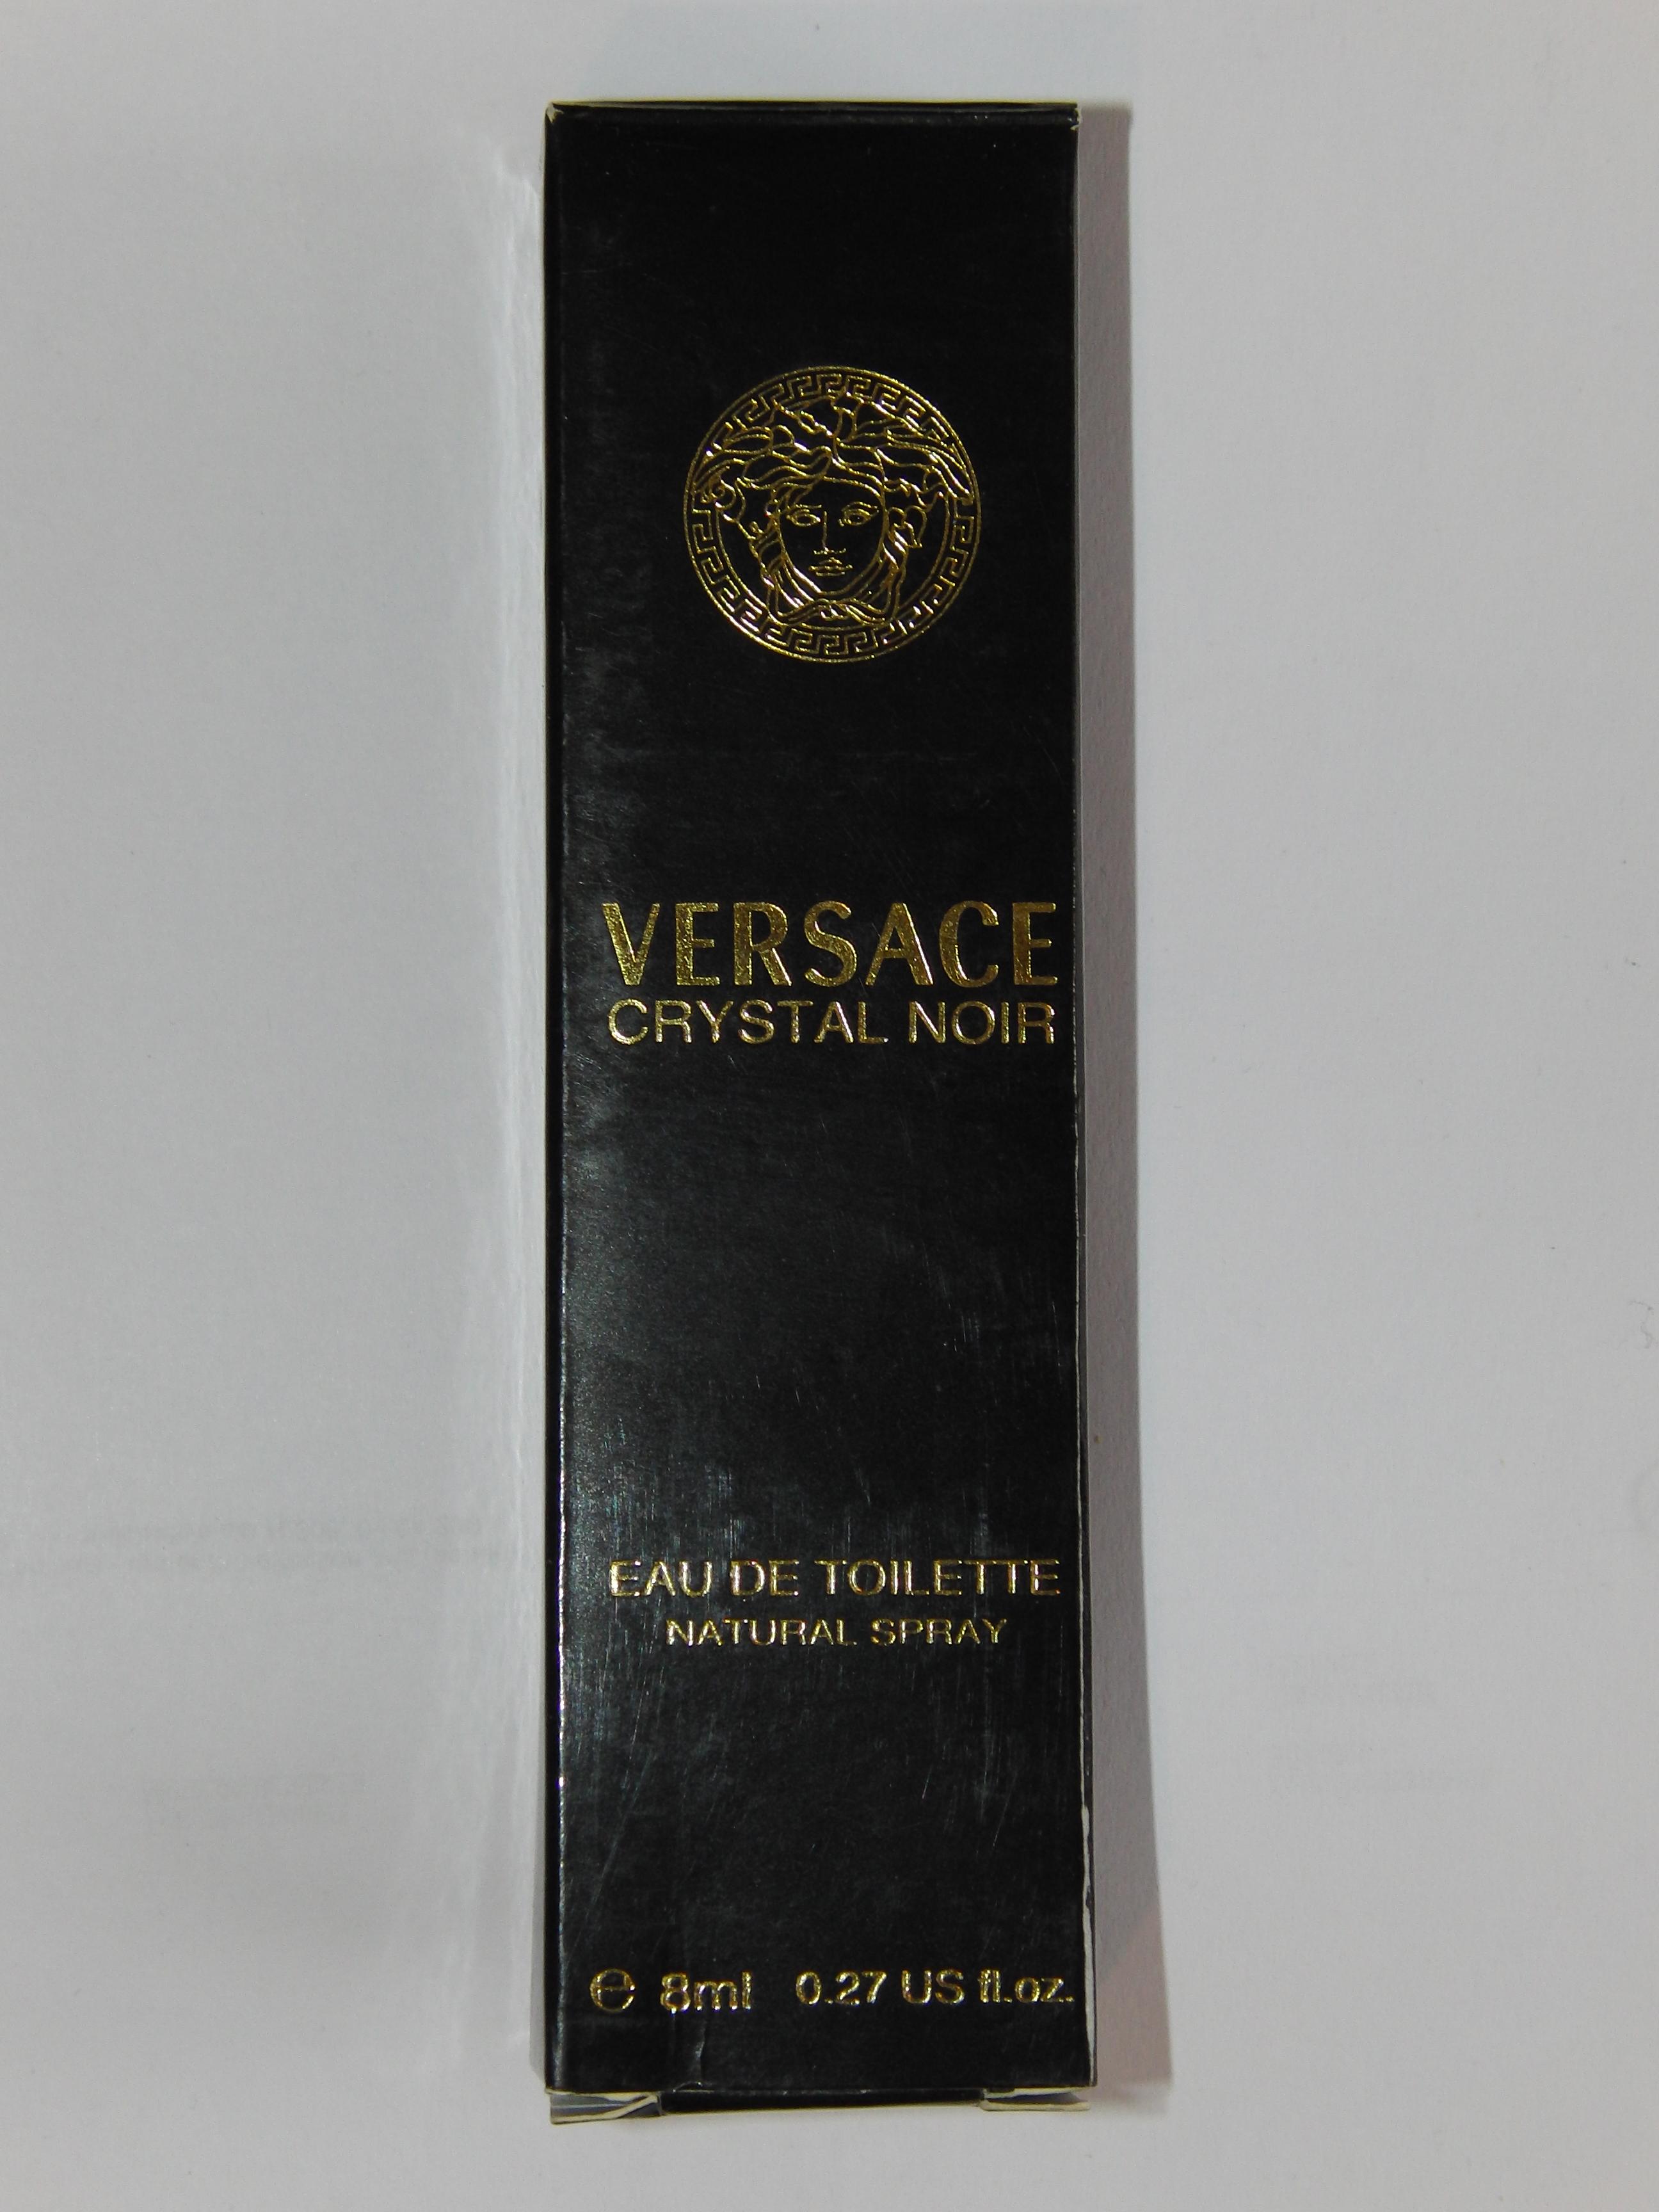 VERSACE
CRYSTAL NOIR
EAU DE TOILETTE
NATURAL SPRAY
℮ 8ml 0.27 US fl.oz.